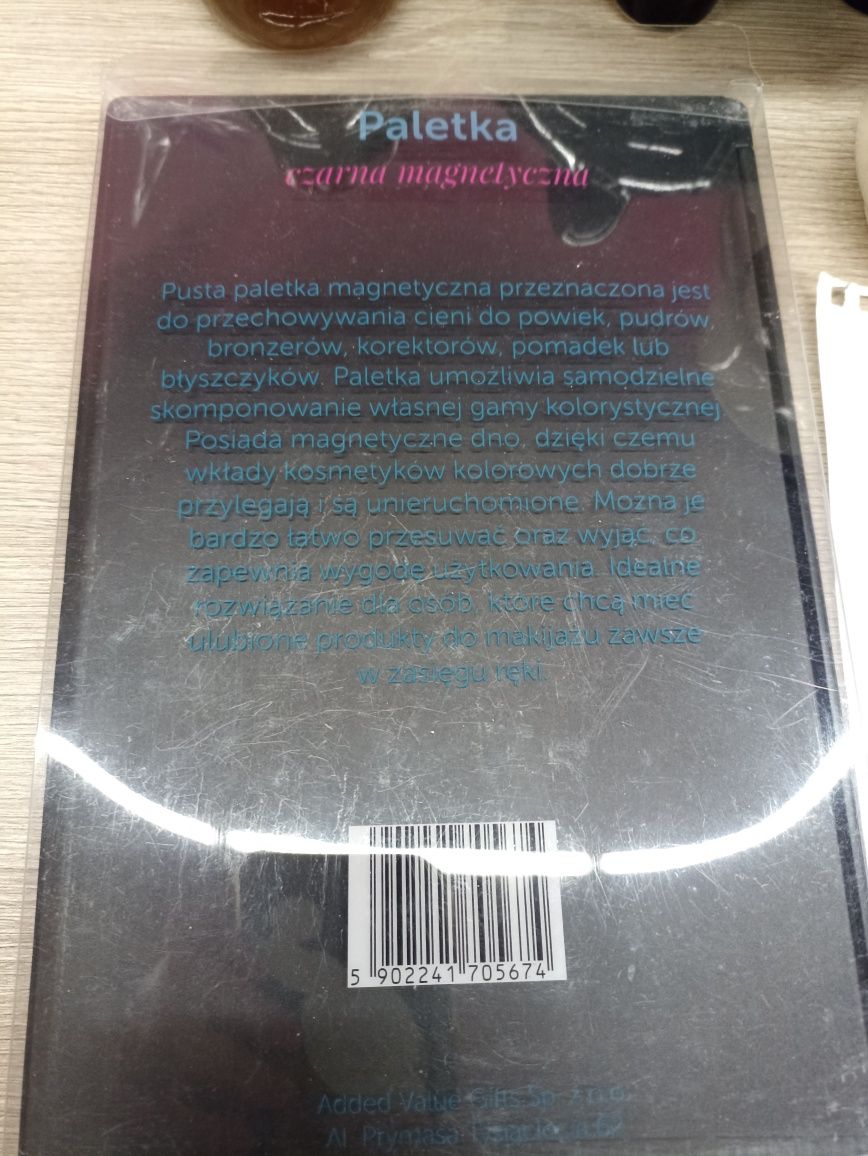 Paletka
czarna magnetyczna
Pusta paletka magnetyczna przeznaczona jest
do przechowywania cieni do powiek, pudrów,
bronzerów, korektorów, pomadek lub
błyszczyków. Paletka umożliwia samodzielne
skomponowanie własnej gamy kolorystycznej.
Posiada magnetyczne dno, dzięki czemu
wkłady kosmetyków kolorowych dobrze
przylegają i są unieruchomione. Można je
bardzo łatwo przesuwać oraz wyjąć, co
zapewnia wygodę użytkowania. Idealne
rozwiązanie dla osób, które chcą mieć
ulubione produkty do makijażu zawsze
w zasięgu ręki.
5 902241 705674
Added Value Gifts Sp. z o.o.
Al. Prymasa Tysiąclecia 62